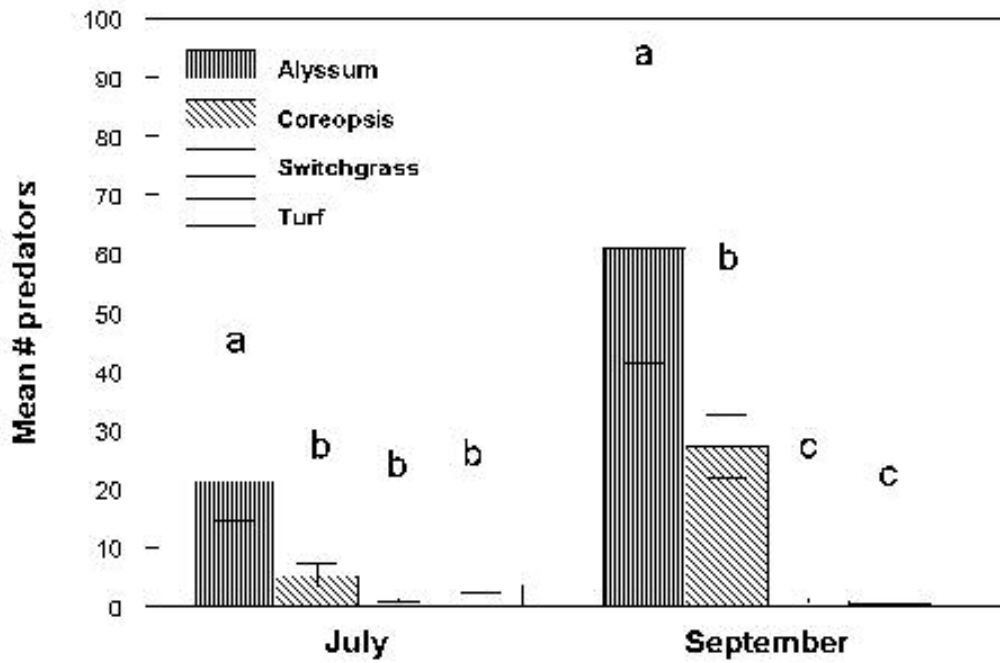 Mean # predators
100
90
80
70
60
50
40
30
20
10
0
Alyssum
Coreopsis
Switchgrass
Turf
a
b
b
b
a
b
c
c
July
September